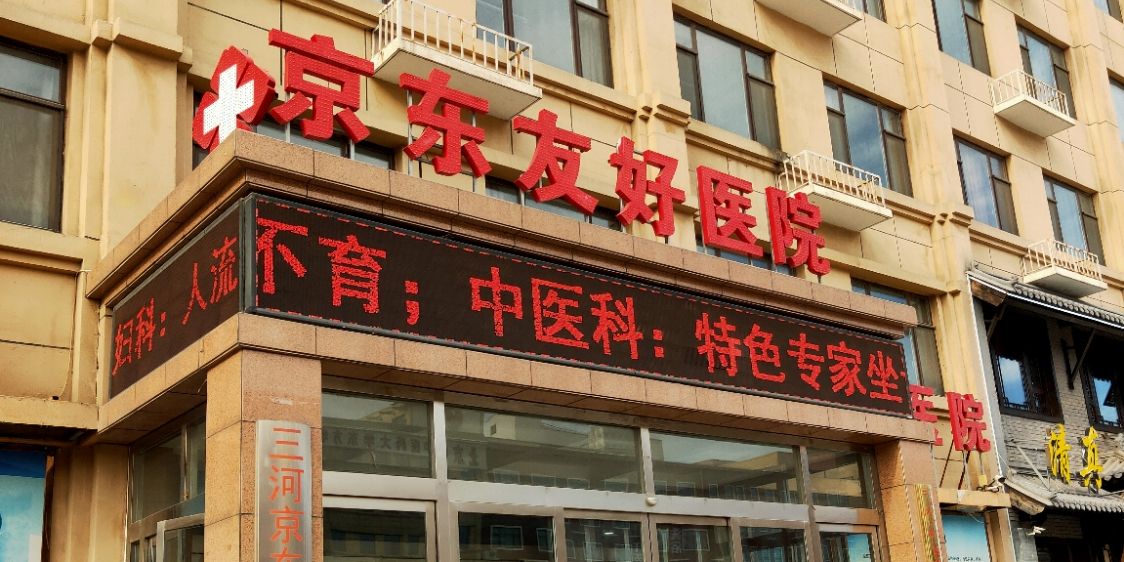 京东友好医院
妇科：人流
不育；中医科：特色专家坐
医院
三河京东
清真